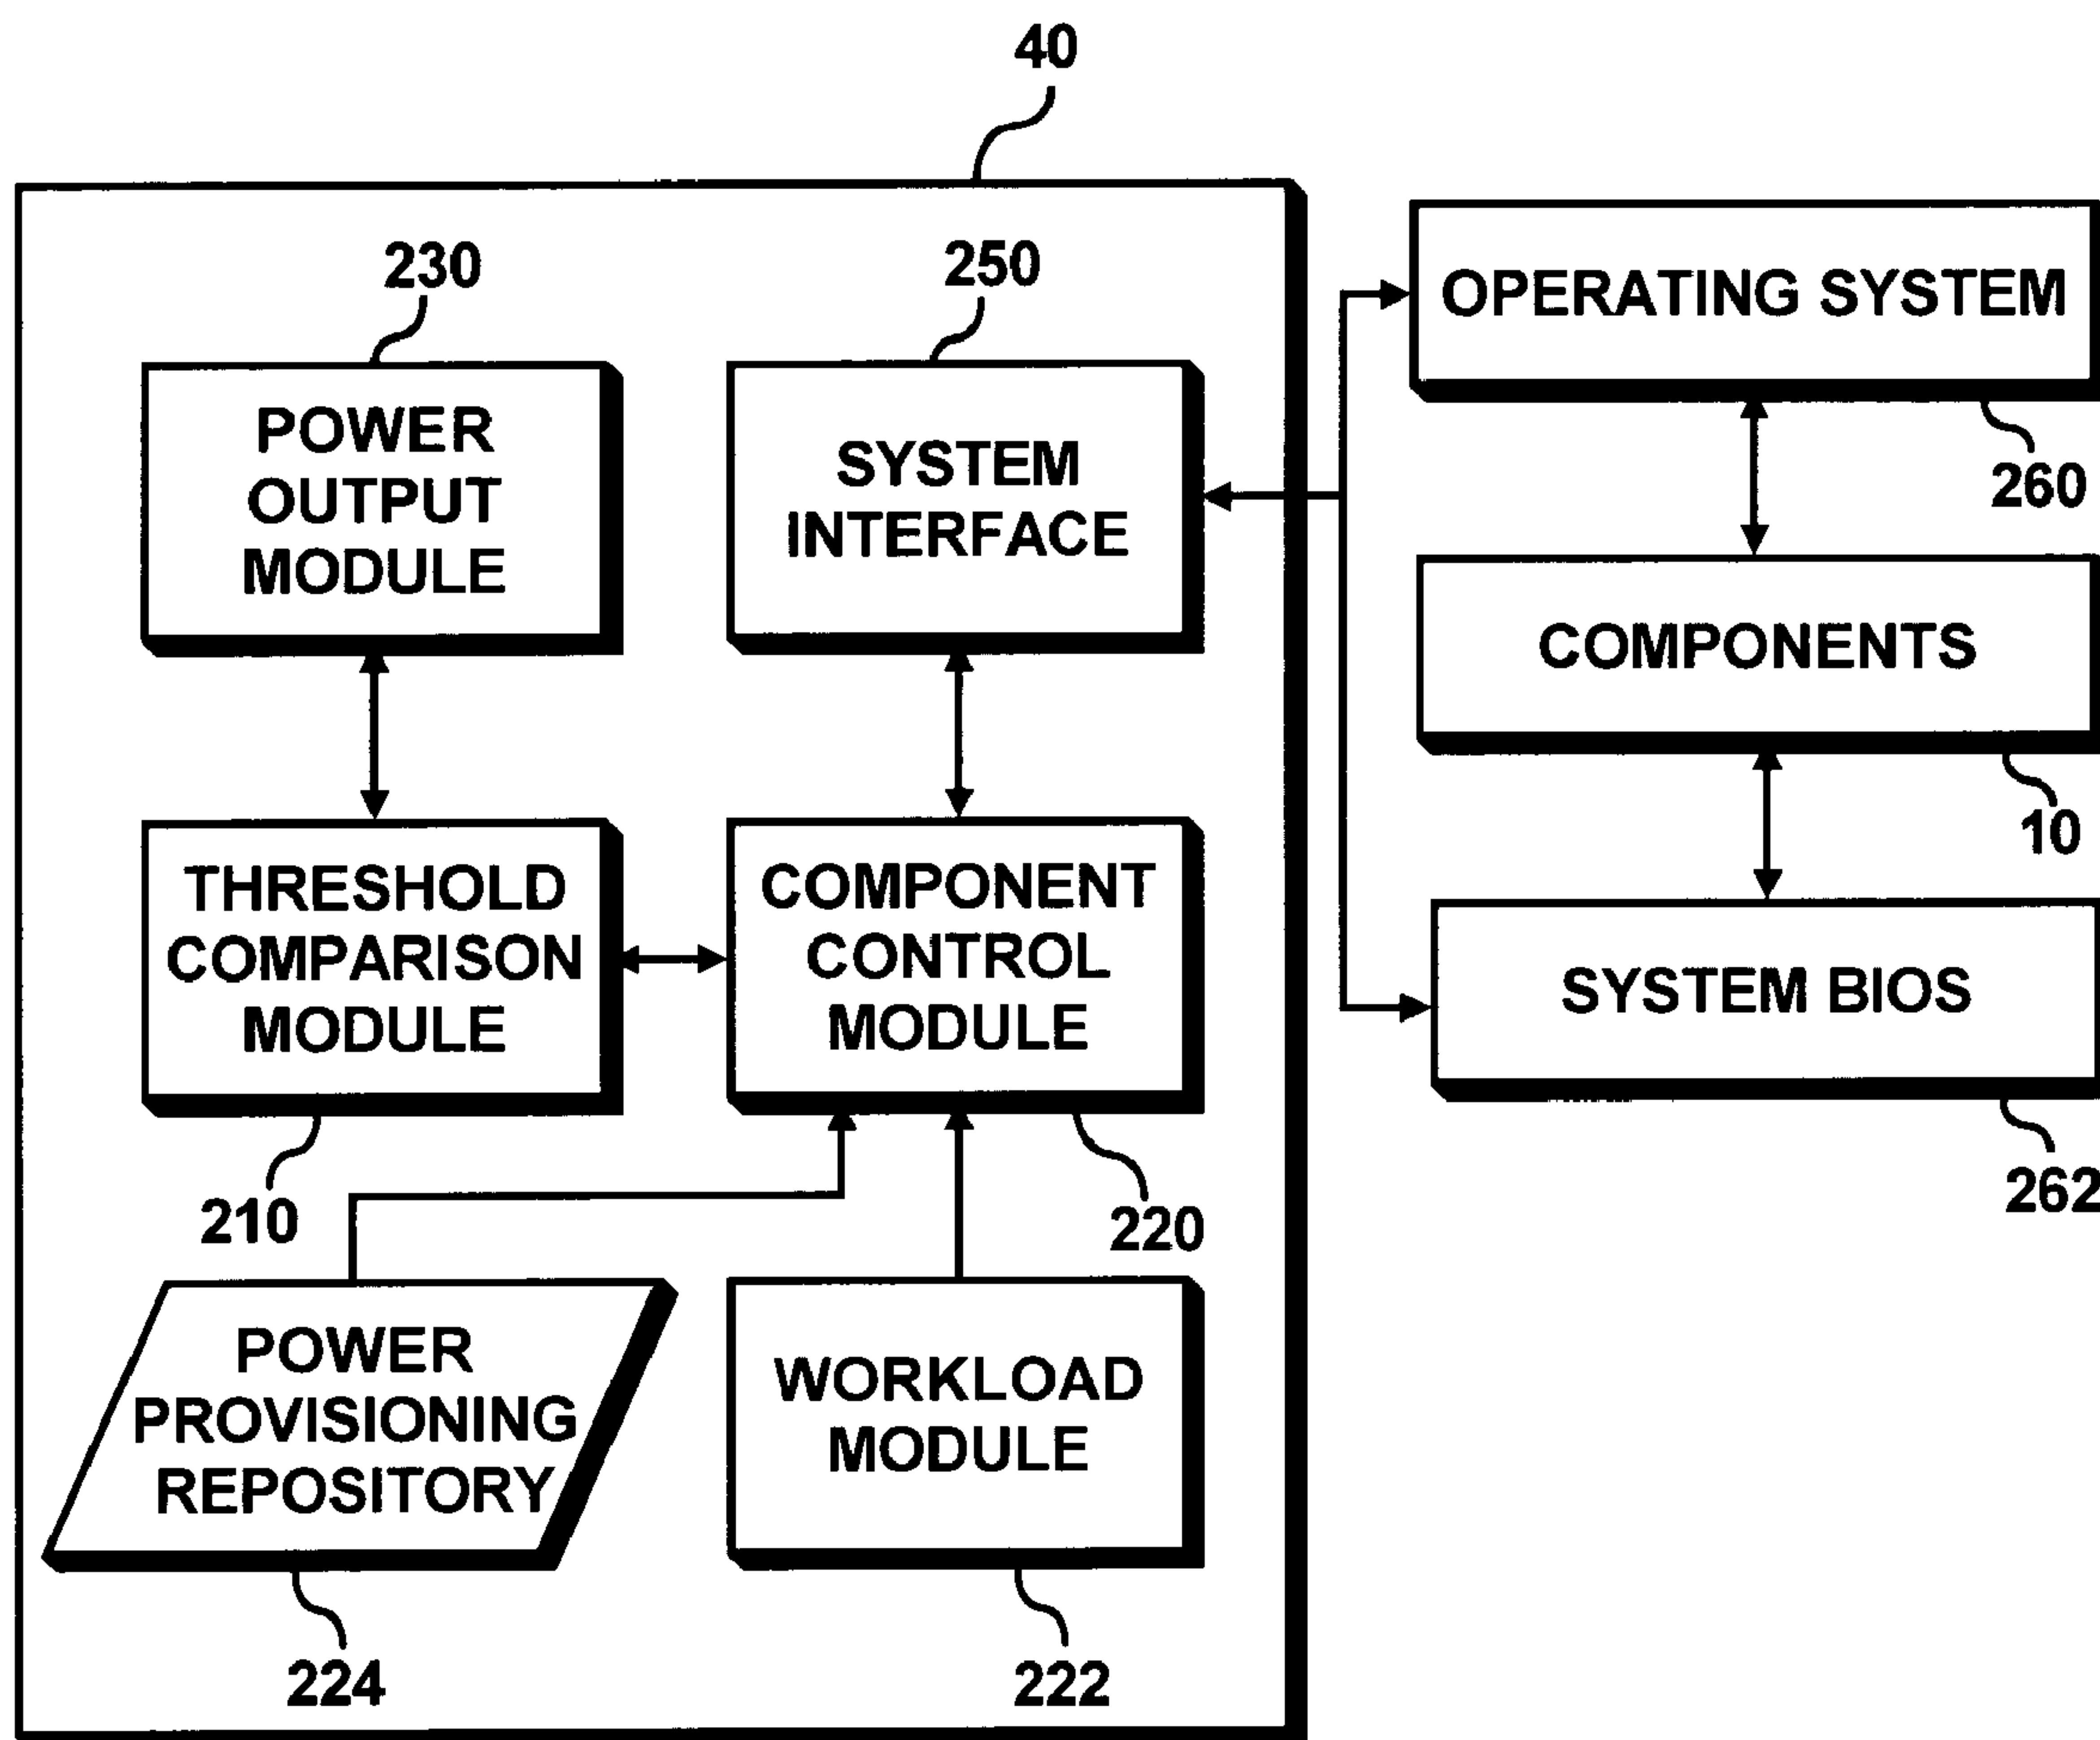 40
230
250
OPERATING SYSTEM
260
POWER
OUTPUT
MODULE
SYSTEM
INTERFACE
COMPONENTS
10
THRESHOLD
COMPARISON
MODULE
COMPONENT
CONTROL
MODULE
SYSTEM BIOS
262
210
220
POWER
PROVISIONING
REPOSITORY
WORKLOAD
MODULE
224
222